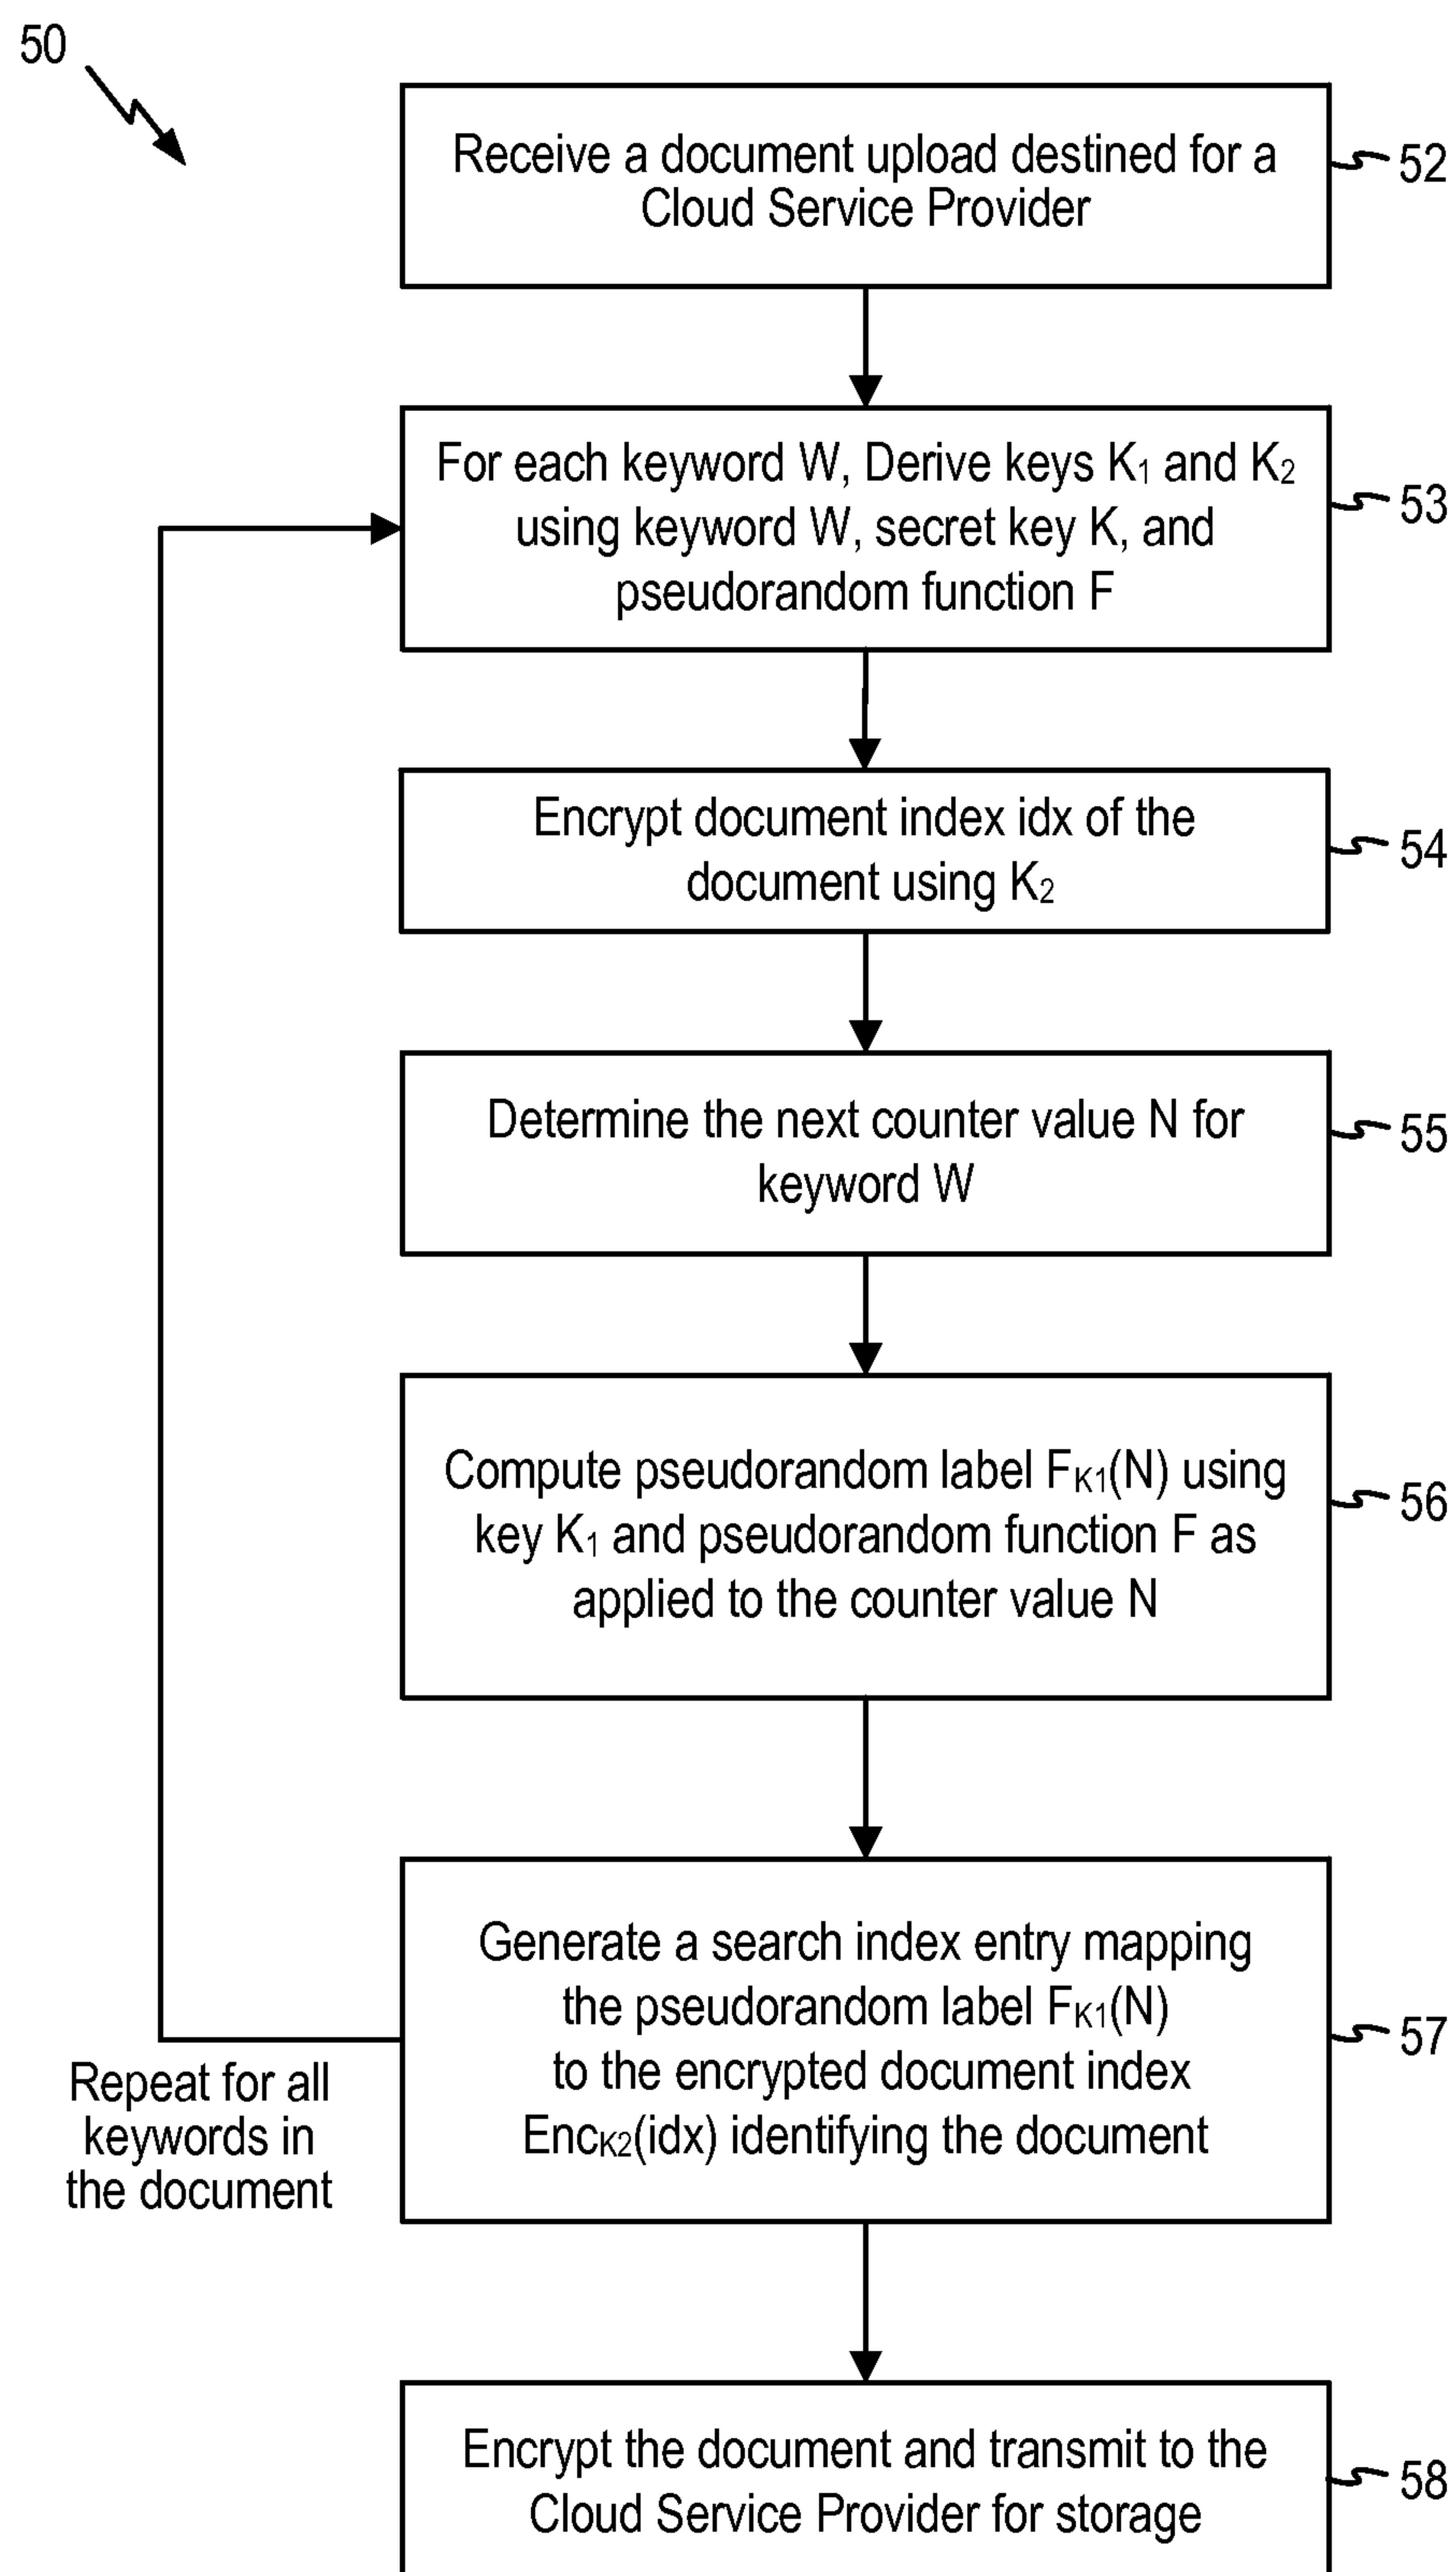 50
Receive a document upload destined for a
Cloud Service Provider
52
For each keyword W, Derive keys K₁ and K₂
using keyword W, secret key K, and
pseudorandom function F
53
Encrypt document index idx of the
document using K₂
54
Determine the next counter value N for
keyword W
55
Compute pseudorandom label F_K1(N) using
key K₁ and pseudorandom function F as
applied to the counter value N
56
Generate a search index entry mapping
the pseudorandom label F_K1(N)
to the encrypted document index
Enc_K2(idx) identifying the document
57
Repeat for all
keywords in
the document
Encrypt the document and transmit to the
Cloud Service Provider for storage
58